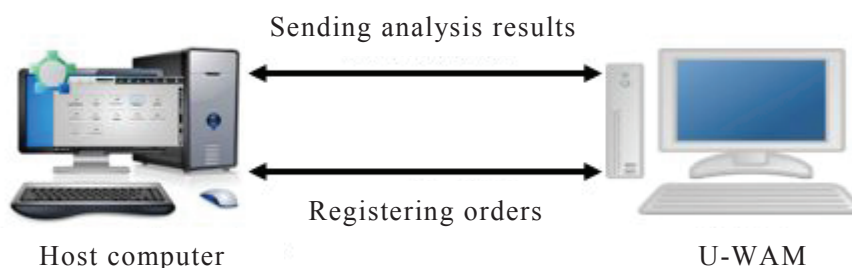 Sending analysis results
Registering orders
Host computer
U-WAM